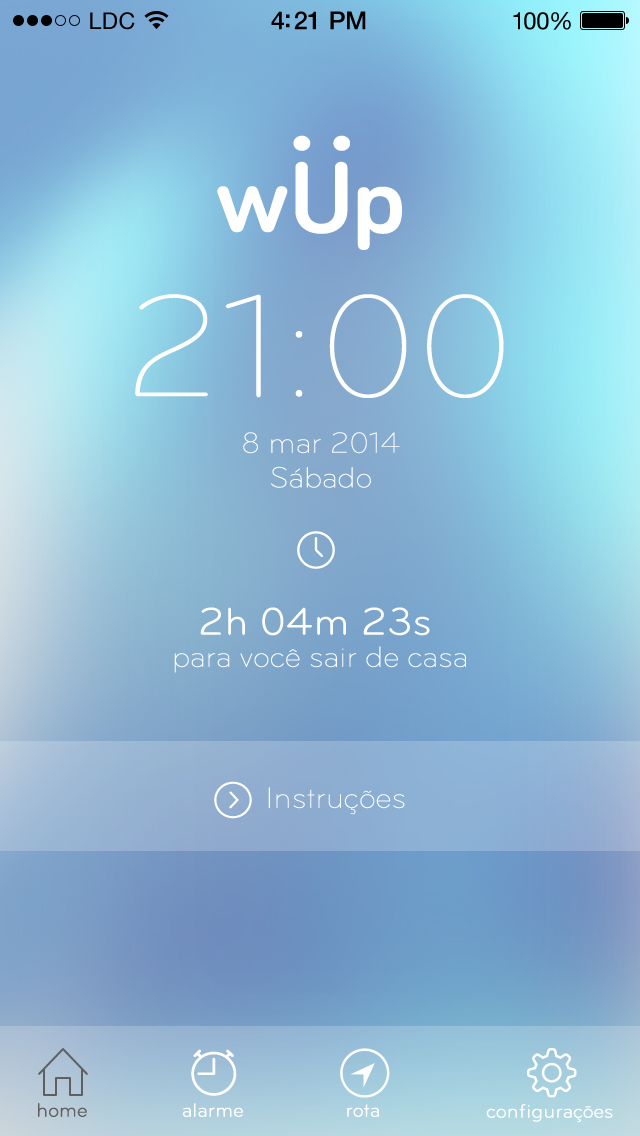 LDC 4:21 PM 100%
wüp
21:00
8 mar 2014
Sábado
2h 04m 23s
para você sair de casa
Instruções
home alarme rota configurações